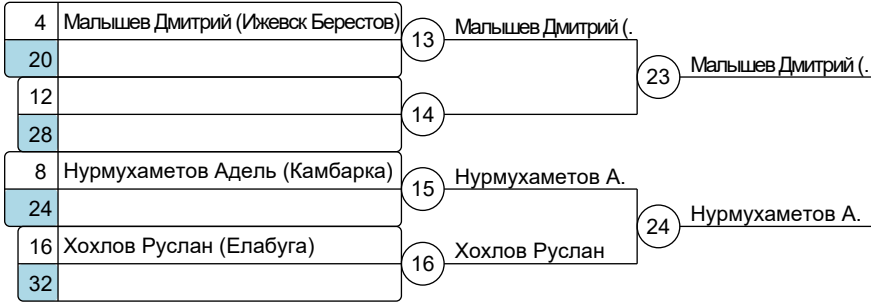 4 Малышев Дмитрий (Ижевск Берестов)
13 Малышев Дмитрий (.
20
23 Малышев Дмитрий (.
12
14
28
8 Нурмухаметов Адель (Камбарка)
15 Нурмухаметов А.
24
24 Нурмухаметов А.
16 Хохлов Руслан (Елабуга)
16 Хохлов Руслан
32